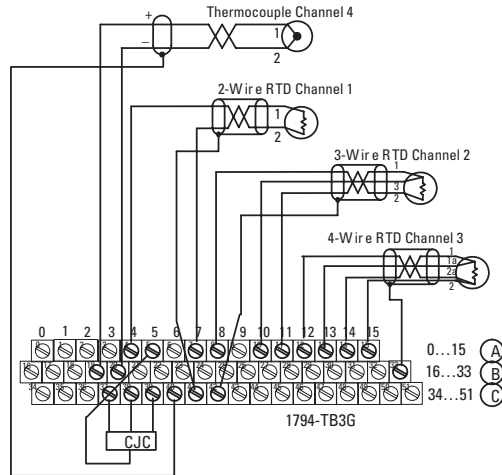 Thermocouple Channel 4
+
–
1
2
2-Wire RTD Channel 1
1
2
3-Wire RTD Channel 2
1
3
2
4-Wire RTD Channel 3
1
1a
2a
2
0 1 2 3 4 5 6 7 8 9 10 11 12 13 14 15
0...15 A
16...33 B
34...51 C
1794-TB3G
CJC